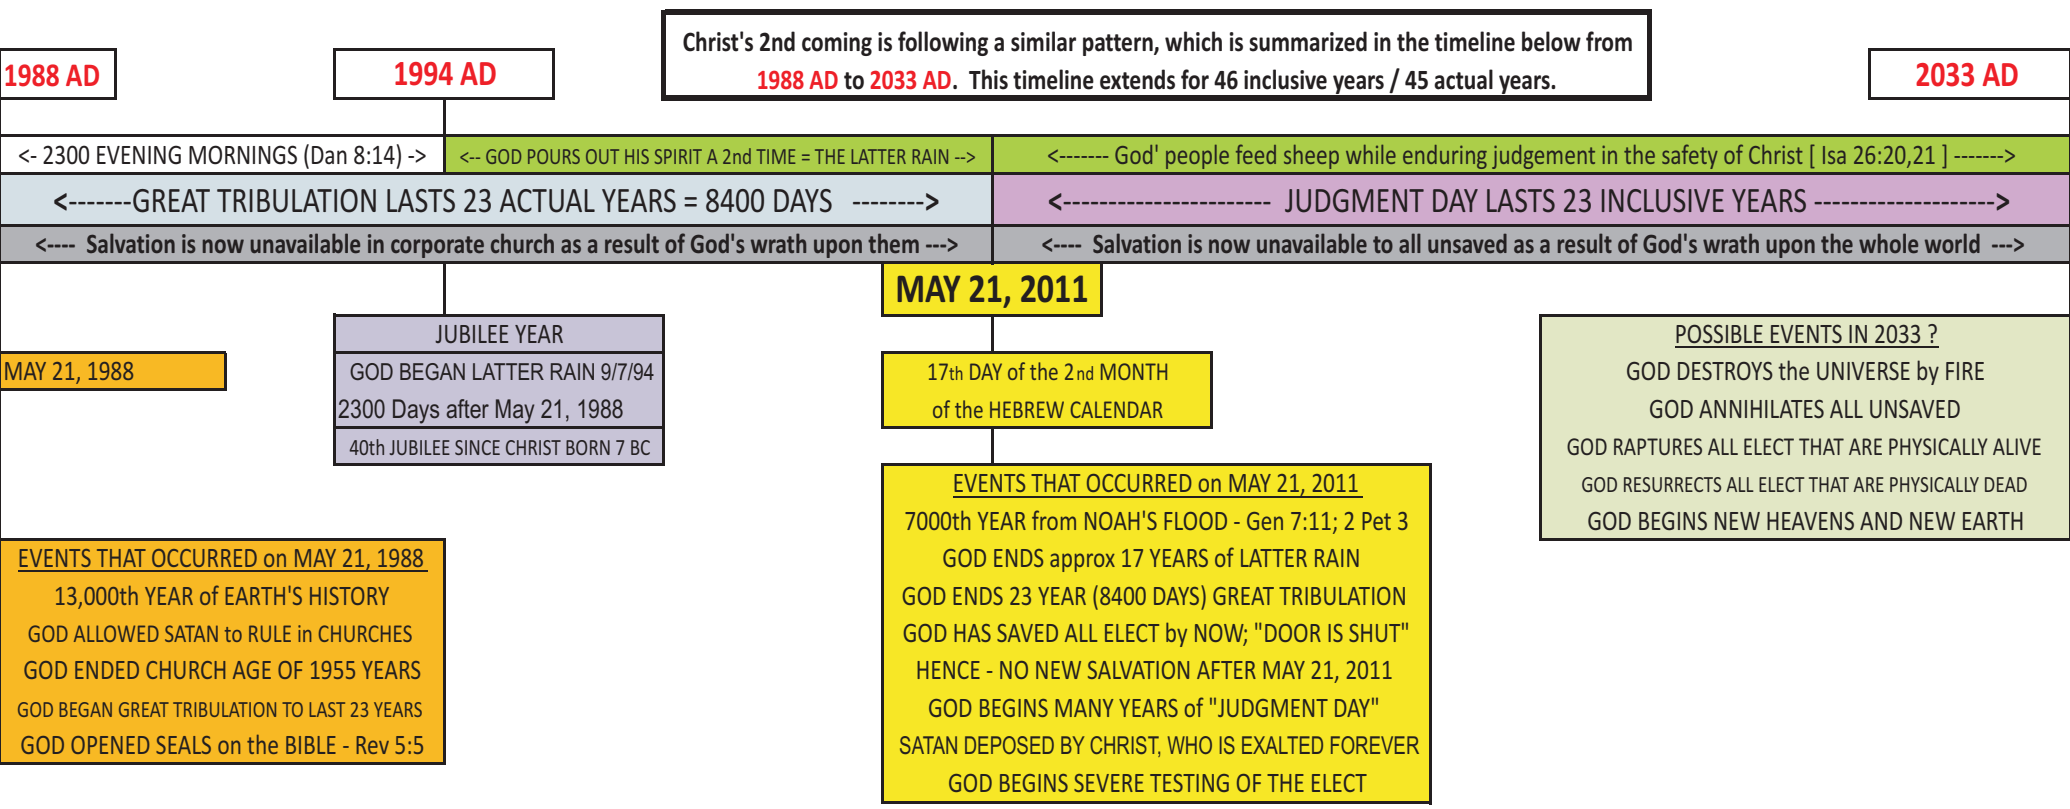 Christ's 2nd coming is following a similar pattern, which is summarized in the timeline below from
1988 AD to 2033 AD. This timeline extends for 46 inclusive years / 45 actual years.
1988 AD
1994 AD
2033 AD
<- 2300 EVENING MORNINGS (Dan 8:14) ->
<-- GOD POURS OUT HIS SPIRIT A 2nd TIME = THE LATTER RAIN -->
<------- God' people feed sheep while enduring judgement in the safety of Christ [ Isa 26:20,21 ] ------->
<-------GREAT TRIBULATION LASTS 23 ACTUAL YEARS = 8400 DAYS -------->
<----------------------- JUDGMENT DAY LASTS 23 INCLUSIVE YEARS -------------------->
<---- Salvation is now unavailable in corporate church as a result of God's wrath upon them --->
<---- Salvation is now unavailable to all unsaved as a result of God's wrath upon the whole world --->
MAY 21, 2011
MAY 21, 1988
JUBILEE YEAR
GOD BEGAN LATTER RAIN 9/7/94
2300 Days after May 21, 1988
40th JUBILEE SINCE CHRIST BORN 7 BC
17th DAY of the 2nd MONTH
of the HEBREW CALENDAR
POSSIBLE EVENTS IN 2033 ?
GOD DESTROYS the UNIVERSE by FIRE
GOD ANNIHILATES ALL UNSAVED
GOD RAPTURES ALL ELECT THAT ARE PHYSICALLY ALIVE
GOD RESURRECTS ALL ELECT THAT ARE PHYSICALLY DEAD
GOD BEGINS NEW HEAVENS AND NEW EARTH
EVENTS THAT OCCURRED on MAY 21, 1988
13,000th YEAR of EARTH'S HISTORY
GOD ALLOWED SATAN to RULE in CHURCHES
GOD ENDED CHURCH AGE OF 1955 YEARS
GOD BEGAN GREAT TRIBULATION TO LAST 23 YEARS
GOD OPENED SEALS on the BIBLE - Rev 5:5
EVENTS THAT OCCURRED on MAY 21, 2011
7000th YEAR from NOAH'S FLOOD - Gen 7:11; 2 Pet 3
GOD ENDS approx 17 YEARS of LATTER RAIN
GOD ENDS 23 YEAR (8400 DAYS) GREAT TRIBULATION
GOD HAS SAVED ALL ELECT by NOW; "DOOR IS SHUT"
HENCE - NO NEW SALVATION AFTER MAY 21, 2011
GOD BEGINS MANY YEARS of "JUDGMENT DAY"
SATAN DEPOSED BY CHRIST, WHO IS EXALTED FOREVER
GOD BEGINS SEVERE TESTING OF THE ELECT